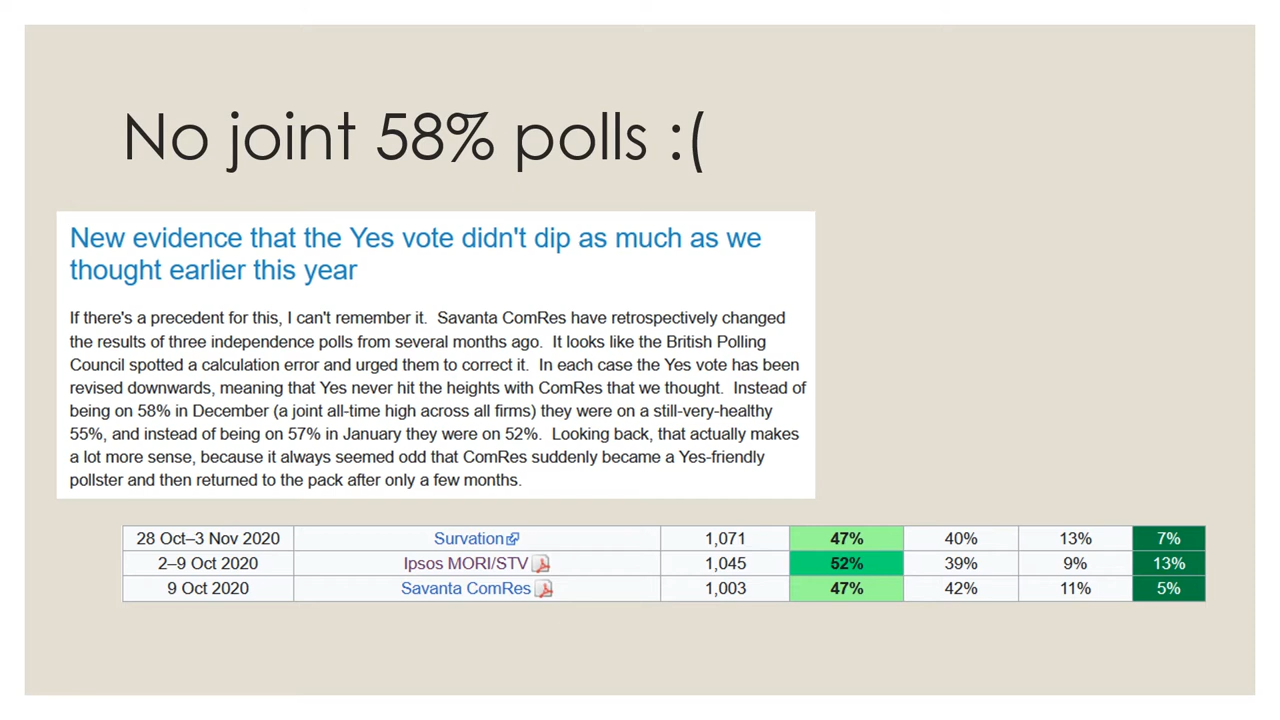 No joint 58% polls :(
New evidence that the Yes vote didn't dip as much as we
thought earlier this year
If there's a precedent for this, I can't remember it.  Savanta ComRes have retrospectively changed
the results of three independence polls from several months ago.  It looks like the British Polling
Council spotted a calculation error and urged them to correct it.  In each case the Yes vote has been
revised downwards, meaning that Yes never hit the heights with ComRes that we thought.  Instead of
being on 58% in December (a joint all-time high across all firms) they were on a still-very-healthy
55%, and instead of being on 57% in January they were on 52%.  Looking back, that actually makes
a lot more sense, because it always seemed odd that ComRes suddenly became a Yes-friendly
pollster and then returned to the pack after only a few months.
28 Oct–3 Nov 2020 Survation 1,071 47% 40% 13% 7%
2–9 Oct 2020 Ipsos MORI/STV 1,045 52% 39% 9% 13%
9 Oct 2020 Savanta ComRes 1,003 47% 42% 11% 5%